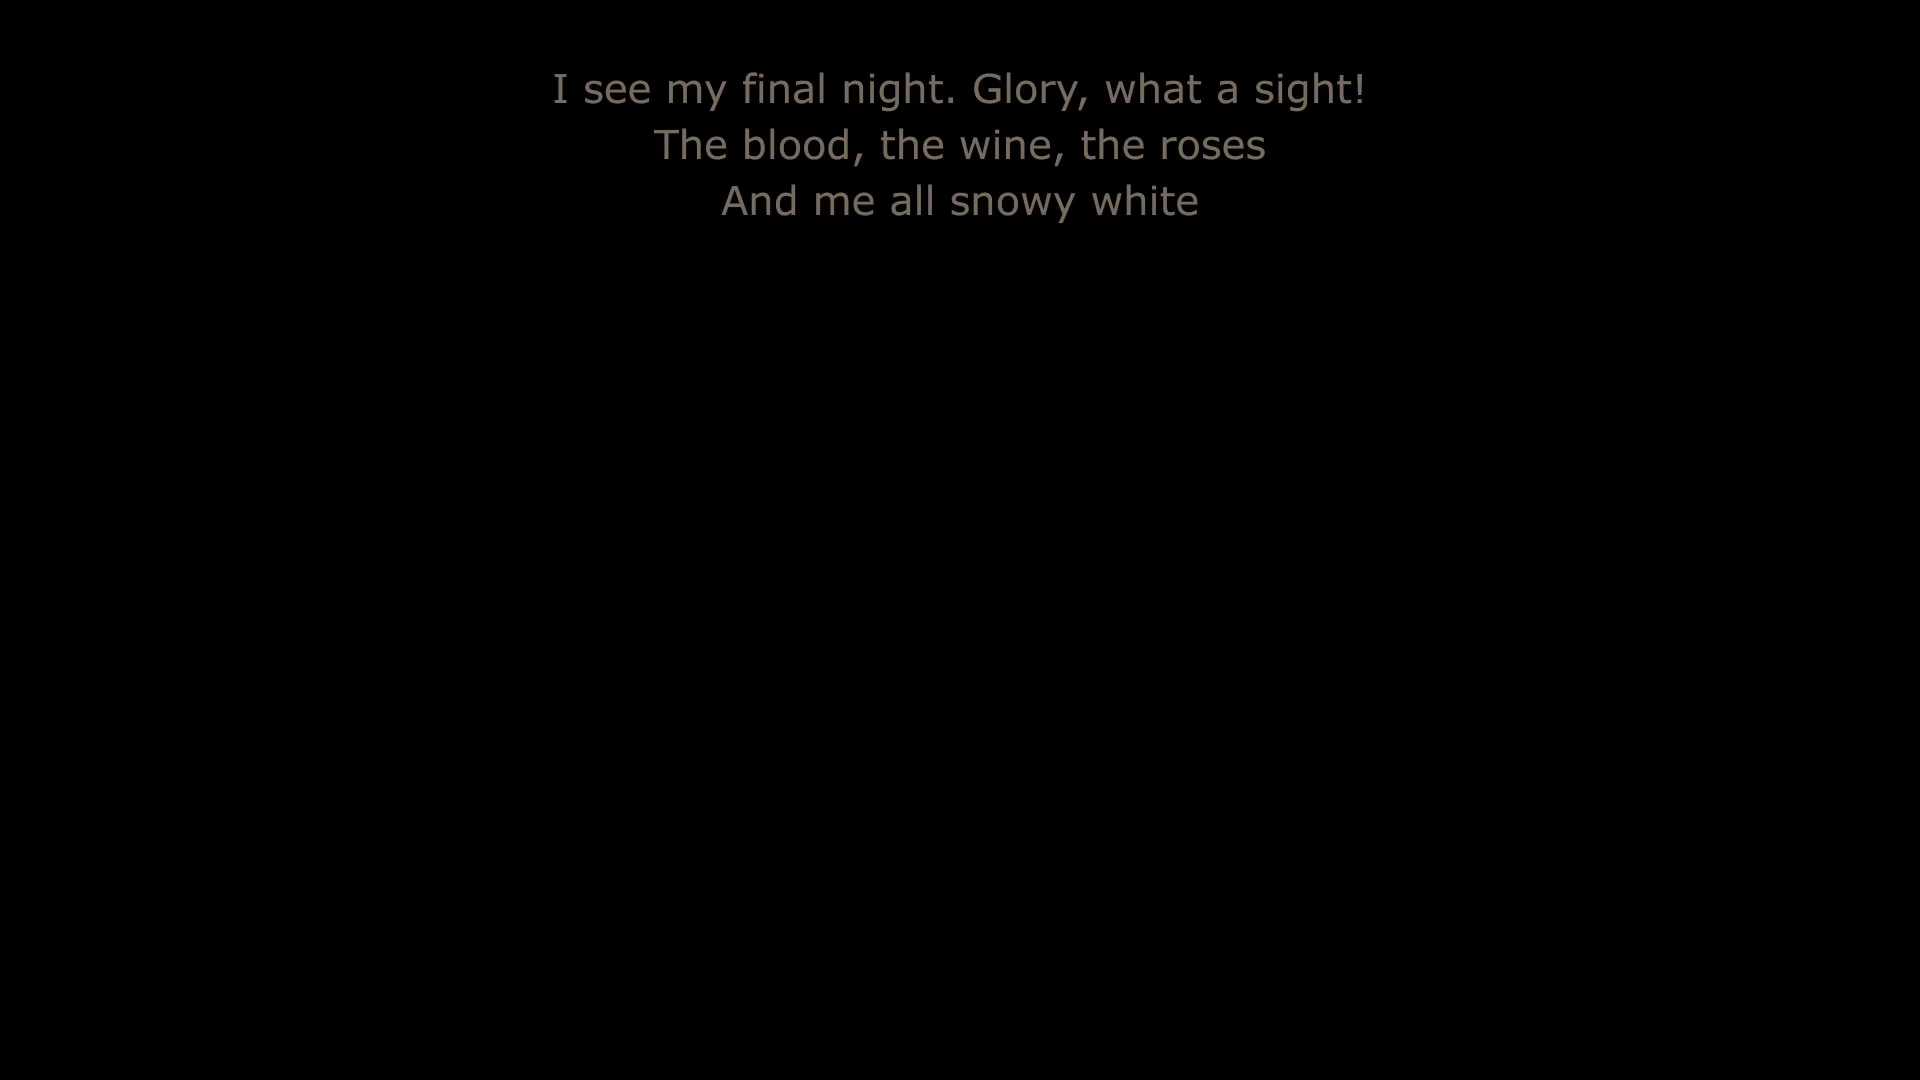 I see my final night. Glory, what a sight!
The blood, the wine, the roses
And me all snowy white